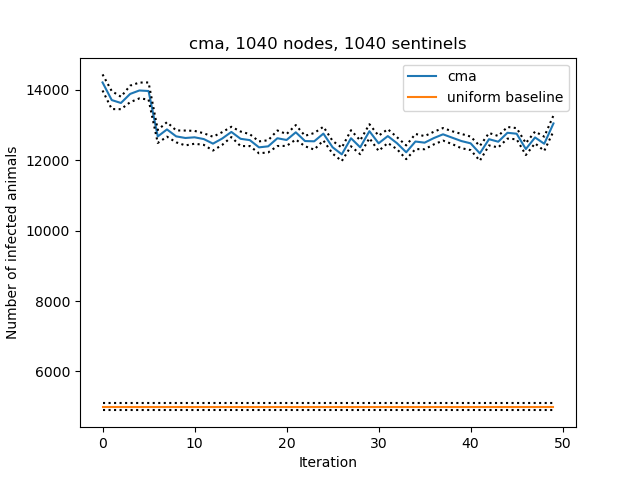 cma, 1040 nodes, 1040 sentinels
cma
uniform baseline
14000
12000
10000
8000
6000
Number of infected animals
0 10 20 30 40 50
Iteration